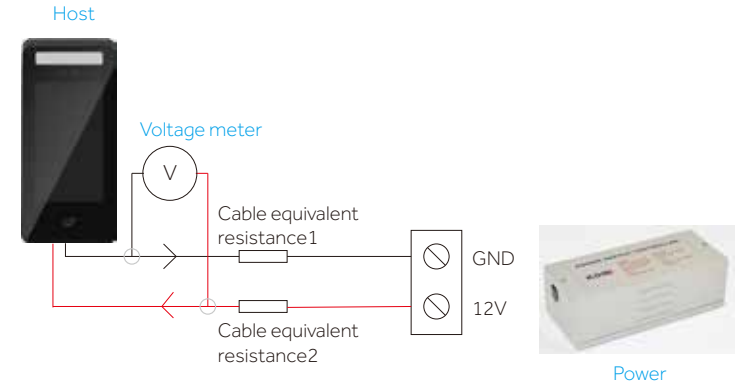 Host
Voltage meter
V
Cable equivalent
resistance1
GND
12V
Cable equivalent
resistance2
Power